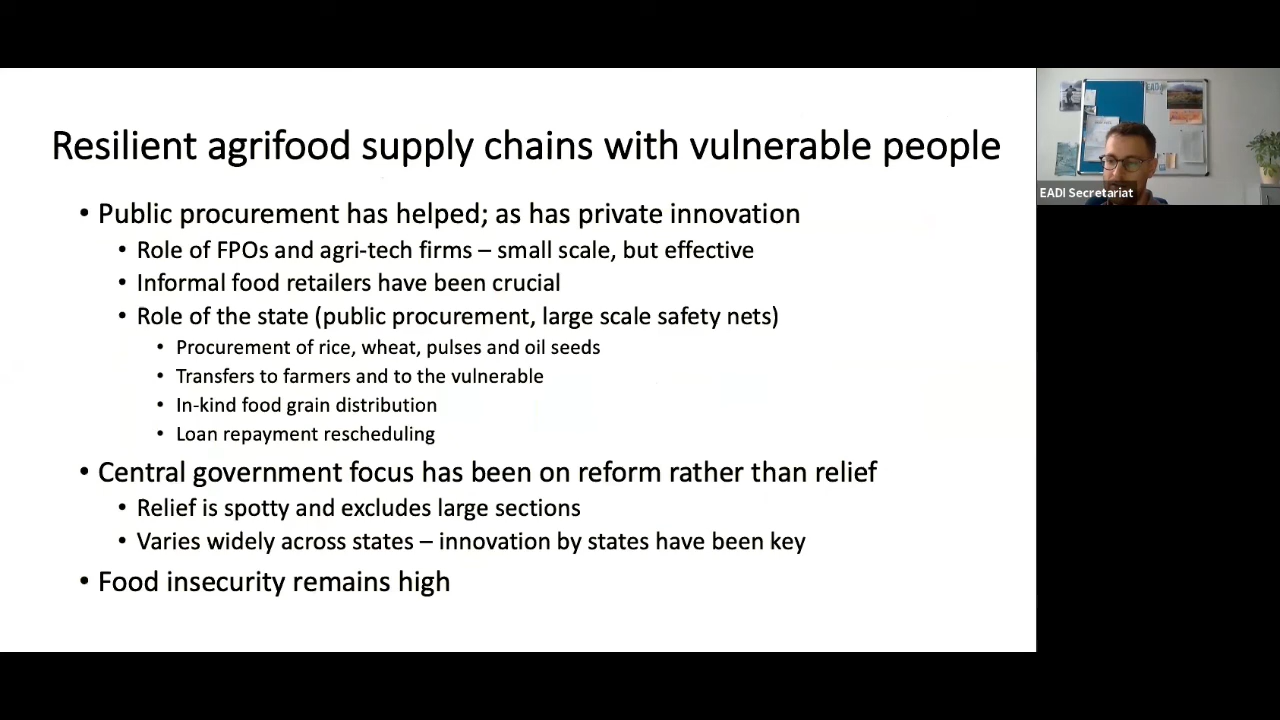 Resilient agrifood supply chains with vulnerable people
• Public procurement has helped; as has private innovation
• Role of FPOs and agri-tech firms – small scale, but effective
• Informal food retailers have been crucial
• Role of the state (public procurement, large scale safety nets)
• Procurement of rice, wheat, pulses and oil seeds
• Transfers to farmers and to the vulnerable
• In-kind food grain distribution
• Loan repayment rescheduling
• Central government focus has been on reform rather than relief
• Relief is spotty and excludes large sections
• Varies widely across states – innovation by states have been key
• Food insecurity remains high
EADI Secretariat